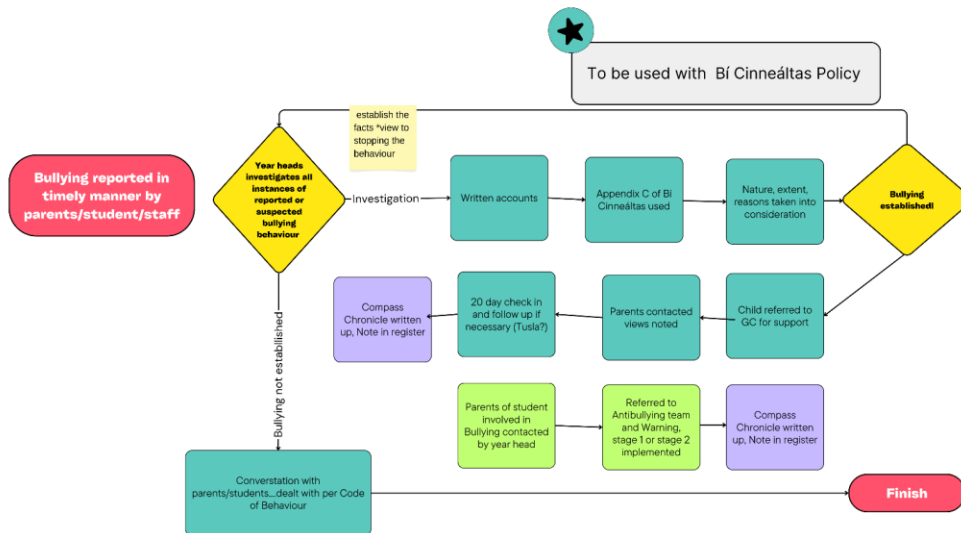 To be used with Bí Cinneáltas Policy
establish the
facts *view to
stopping the
behaviour
Bullying reported in
timely manner by
parents/student/staff
Year heads
investigates all
instances of
reported or
suspected
bullying
behaviour
Investigation
Written accounts
Appendix C of Bí
Cinneáltas used
Nature, extent,
reasons taken into
consideration
Bullying
established!
Compass
Chronicle written
up, Note in register
20 day check in
and follow up if
necessary (Tusla?)
Parents contacted
views noted
Child referred to
GC for support
Bullying not establilished
Parents of student
involved in
Bullying contacted
by year head
Referred to
Antibullying team
and Warning,
stage 1 or stage 2
implemented
Compass
Chronicle written
up, Note in register
Converstation with
parents/students...dealt with per Code
of Behaviour
Finish